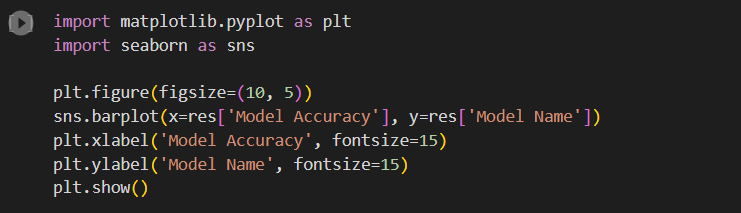 import matplotlib.pyplot as plt
import seaborn as sns
plt.figure(figsize=(10, 5))
sns.barplot(x=res['Model Accuracy'], y=res['Model Name'])
plt.xlabel('Model Accuracy', fontsize=15)
plt.ylabel('Model Name', fontsize=15)
plt.show()